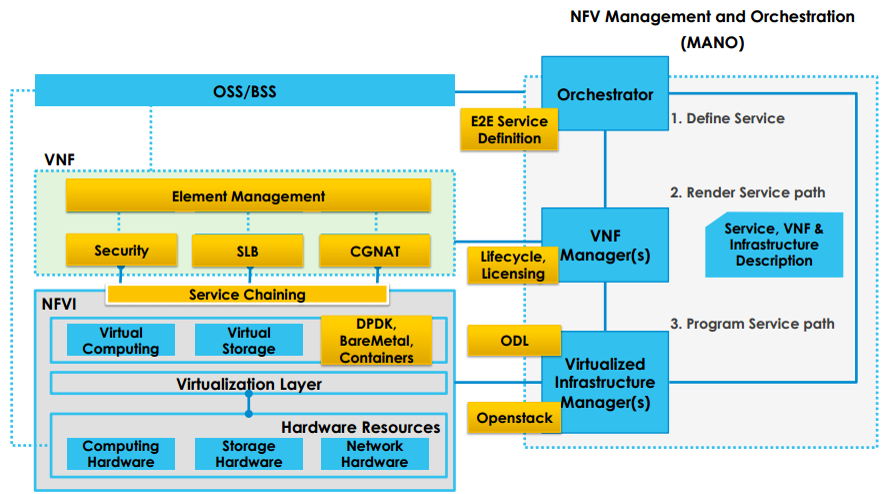 NFV Management and Orchestration
(MANO)
OSS/BSS
Orchestrator
E2E Service
Definition
1. Define Service
VNF
Element Management
2. Render Service path
Security
SLB
CGNAT
VNF
Manager(s)
Lifecycle,
Licensing
Service, VNF &
Infrastructure
Description
Service Chaining
NFVI
Virtual
Computing
Virtual
Storage
DPDK,
BareMetal,
Containers
ODL
3. Program Service path
Virtualized
Infrastructure
Manager(s)
Virtualization Layer
Openstack
Hardware Resources
Computing
Hardware
Storage
Hardware
Network
Hardware